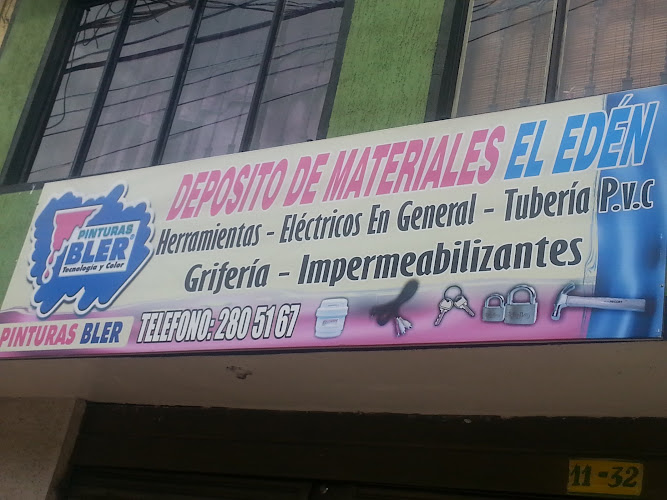 DEPOSITO DE MATERIALES EL EDÉN
Herramientas - Eléctricos En General - Tubería P.v.c
Grifería - Impermeabilizantes
PINTURAS
BLER
Tecnología y Color
PINTURAS BLER
TELEFONO: 280 51 67
11-32